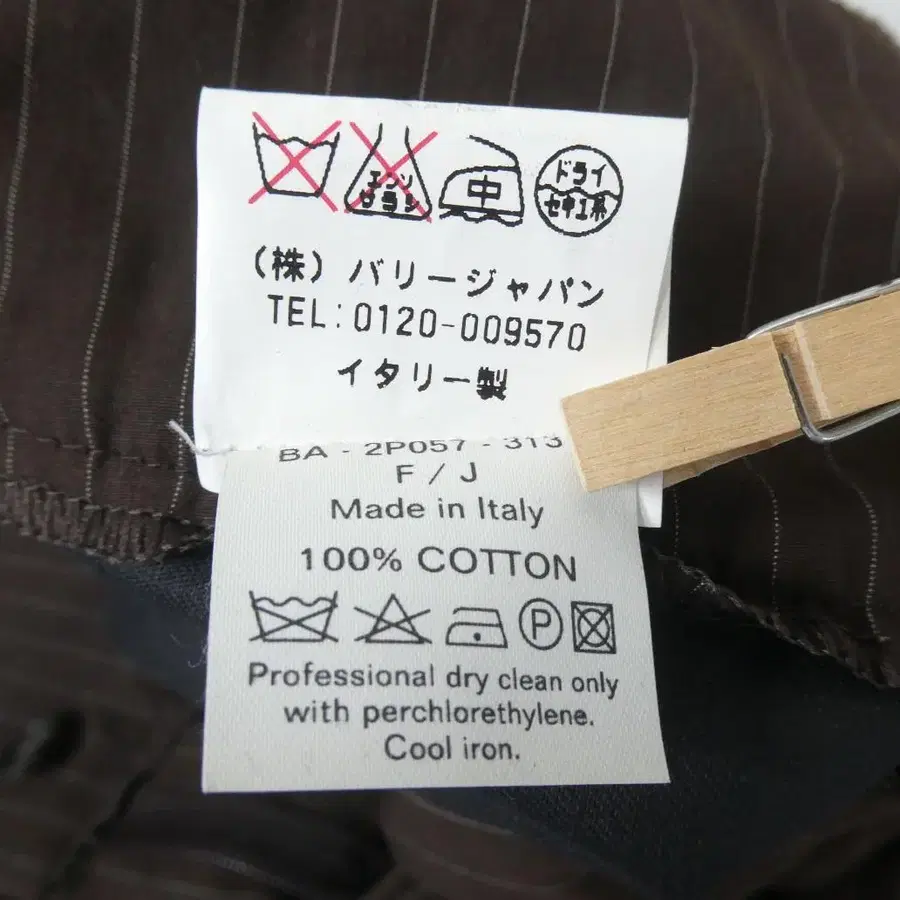 エンソ
サラシ
中
ドライ
セキユ系
(株) バリージャパン
TEL:0120-009570
イタリー製
BA - 2P057 - 313
F / J
Made in Italy
100% COTTON
P
Professional dry clean only
with perchlorethylene.
Cool iron.